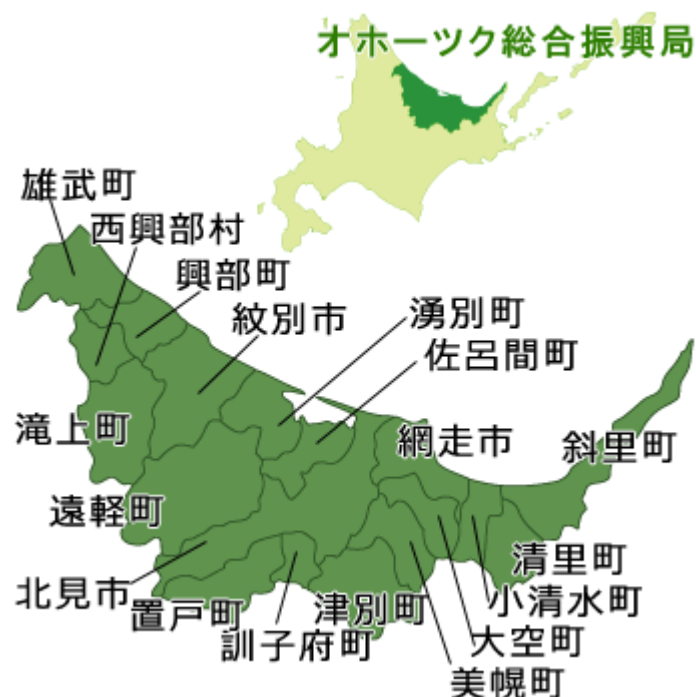 オホーツク総合振興局
雄武町
西興部村
興部町
紋別市
湧別町
佐呂間町
滝上町
網走市
斜里町
遠軽町
清里町
北見市
小清水町
置戸町
津別町
訓子府町
大空町
美幌町